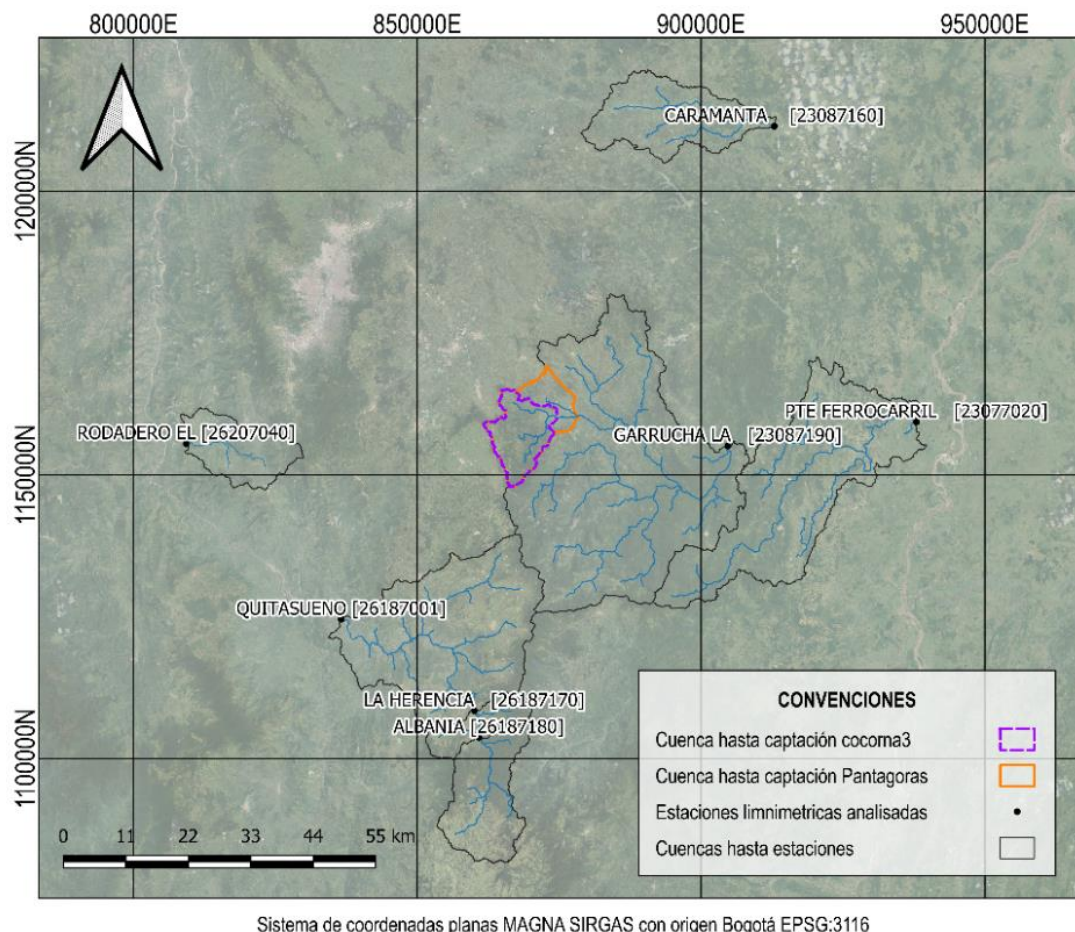 800000E 850000E 900000E 950000E
CARAMANTA [23087160]
1200000N
RODADERO EL [26207040]
PTE FERROCARRIL [23077020]
GARRUCHA LA [23087190]
1150000N
QUITASUENO [26187001]
LA HERENCIA [26187170]
ALBANIA [26187180]
1100000N
CONVENCIONES
Cuenca hasta captación cocorna3
Cuenca hasta captación Pantagoras
Estaciones limnimetricas analisadas
Cuencas hasta estaciones
0 11 22 33 44 55 km
Sistema de coordenadas planas MAGNA SIRGAS con origen Bogotá EPSG:3116